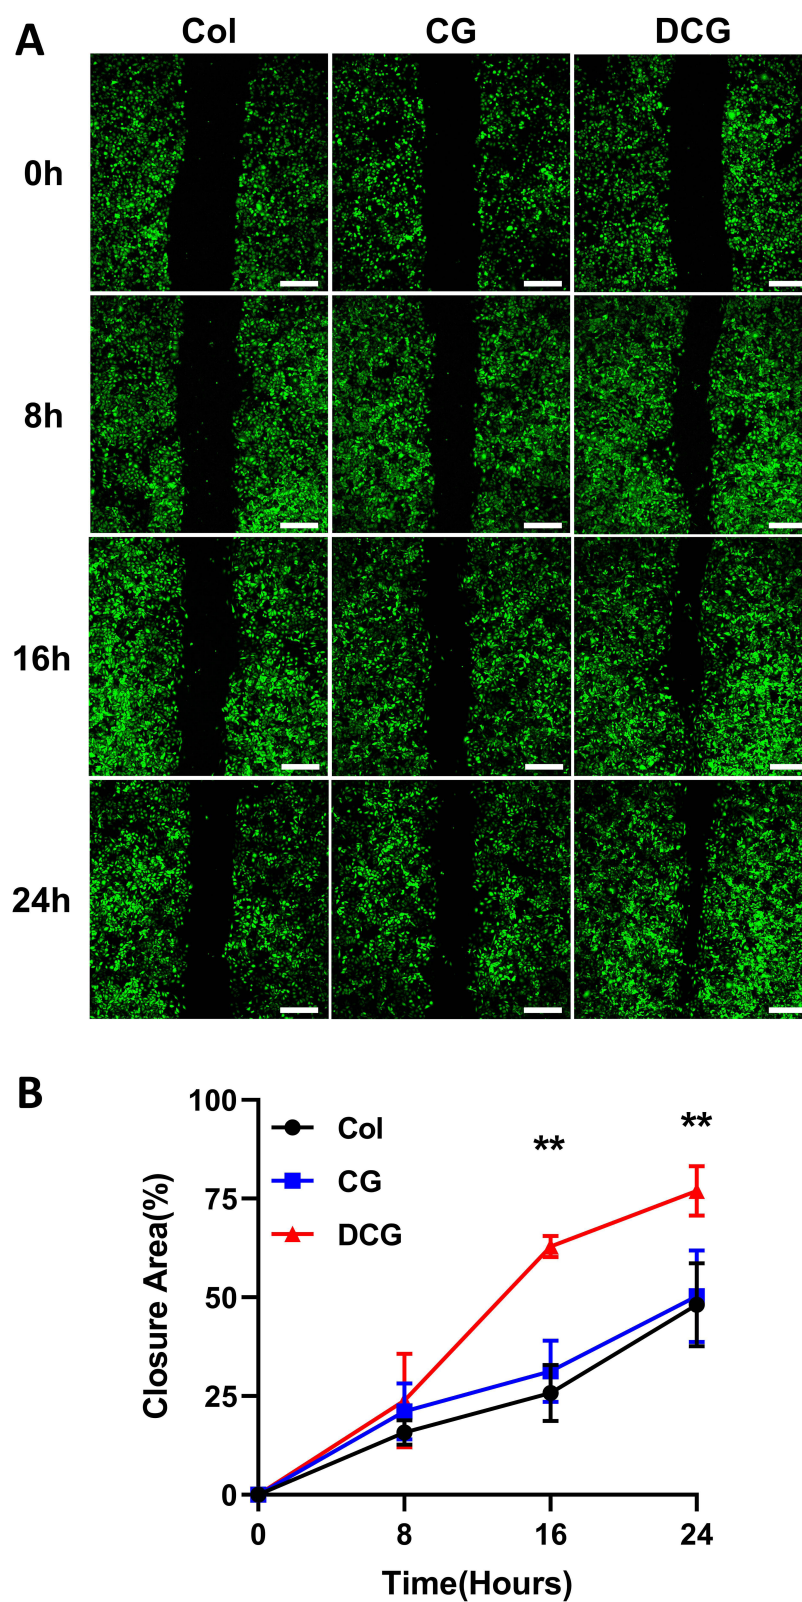 A
Col CG DCG
0h
8h
16h
24h
B
100
75
50
25
0
Closure Area(%)
Col
CG
DCG
**
**
0 8 16 24
Time(Hours)